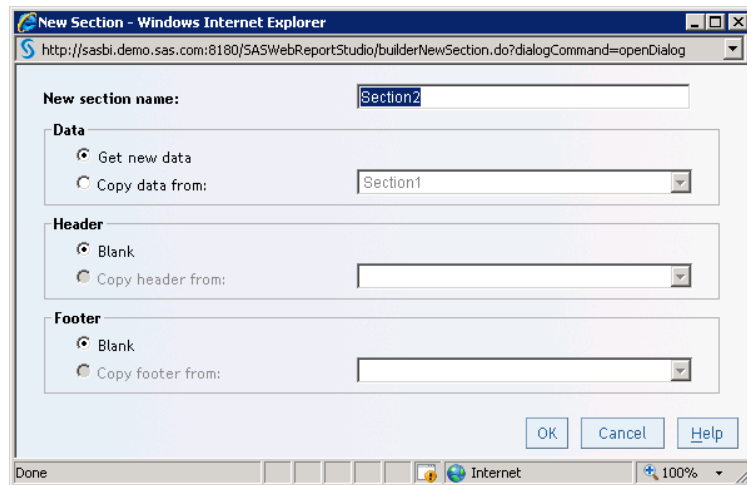 New Section - Windows Internet Explorer
http://sasbi.demo.sas.com:8180/SASWebReportStudio/builderNewSection.do?dialogCommand=openDialog
New section name: Section2
Data
Get new data
Copy data from: Section1
Header
Blank
Copy header from:
Footer
Blank
Copy footer from:
OK Cancel Help
Done Internet 100%